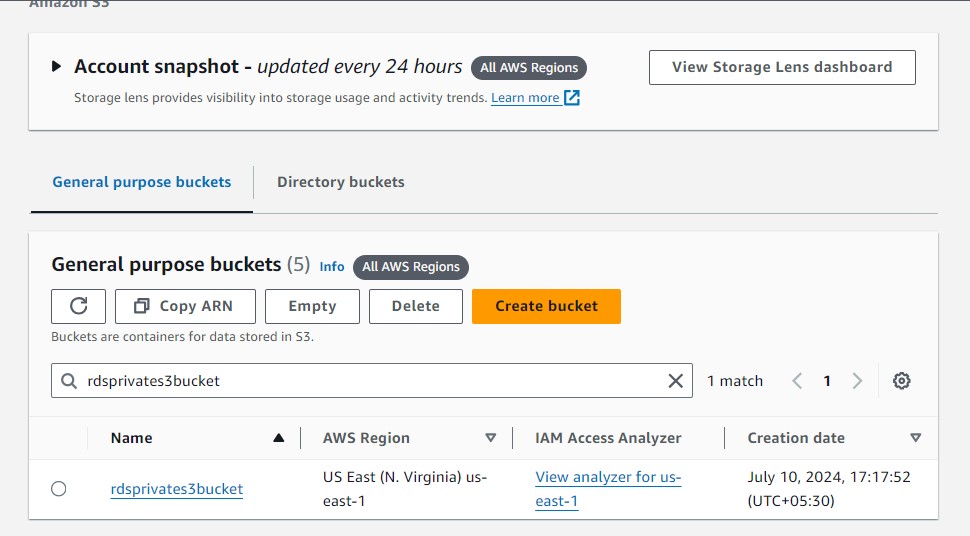 Amazon S3
Account snapshot - updated every 24 hours All AWS Regions
View Storage Lens dashboard
Storage lens provides visibility into storage usage and activity trends. Learn more
General purpose buckets
Directory buckets
General purpose buckets (5) Info All AWS Regions
Copy ARN
Empty
Delete
Create bucket
Buckets are containers for data stored in S3.
rdsprivates3bucket
1 match
1
Name
AWS Region
IAM Access Analyzer
Creation date
rdsprivates3bucket
US East (N. Virginia) us-
east-1
View analyzer for us-
east-1
July 10, 2024, 17:17:52
(UTC+05:30)